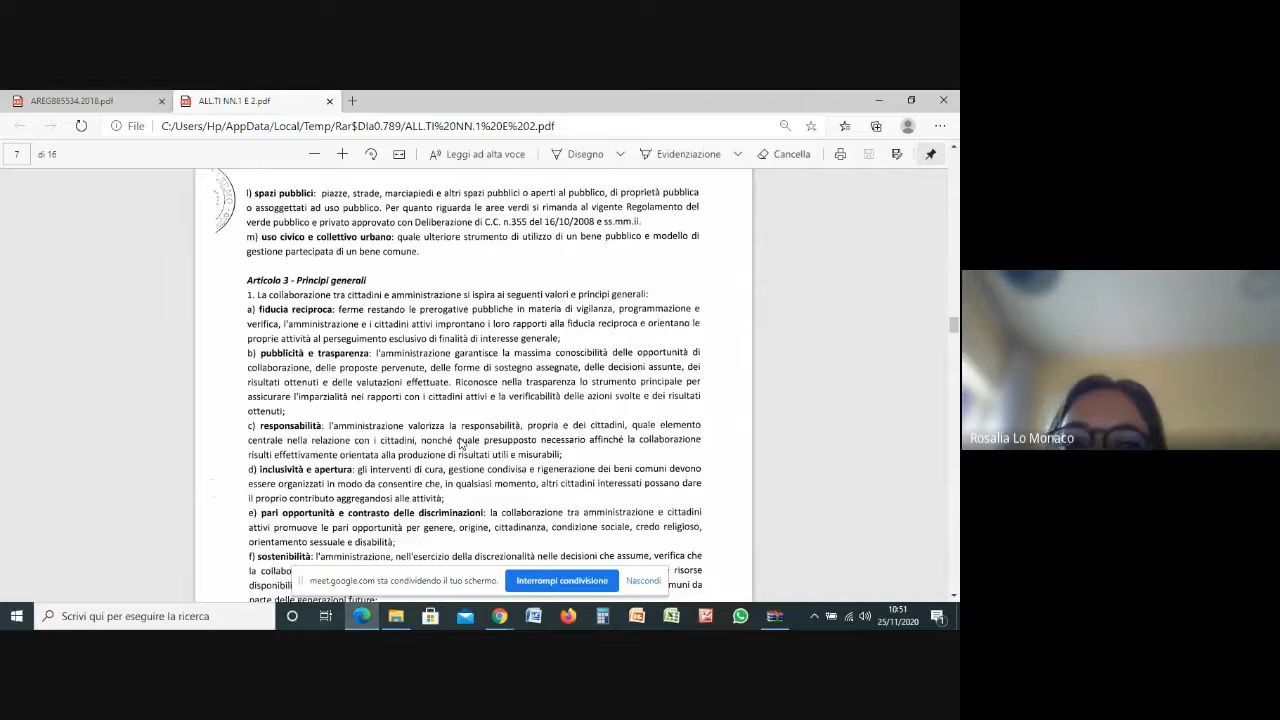 AREG885534.2018.pdf
ALL.TI NN.1 E 2.pdf
File
C:/Users/Hp/AppData/Local/Temp/Rar$DIa0.789/ALL.TI%20NN.1%20E%202.pdf
7 di 16
Leggi ad alta voce
Disegno
Evidenziazione
Cancella
l) spazi pubblici: piazze, strade, marciapiedi e altri spazi pubblici o aperti al pubblico, di proprietà pubblica
o assoggettati ad uso pubblico. Per quanto riguarda le aree verdi si rimanda al vigente Regolamento del
verde pubblico e privato approvato con Deliberazione di C.C. n.355 del 16/10/2008 e ss.mm.ii.
m) uso civico e collettivo urbano: quale ulteriore strumento di utilizzo di un bene pubblico e modello di
gestione partecipata di un bene comune.
Articolo 3 - Principi generali
1. La collaborazione tra cittadini e amministrazione si ispira ai seguenti valori e principi generali:
a) fiducia reciproca: ferme restando le prerogative pubbliche in materia di vigilanza, programmazione e
verifica, l'amministrazione e i cittadini attivi improntano i loro rapporti alla fiducia reciproca e orientano le
proprie attività al perseguimento esclusivo di finalità di interesse generale;
b) pubblicità e trasparenza: l'amministrazione garantisce la massima conoscibilità delle opportunità di
collaborazione, delle proposte pervenute, delle forme di sostegno assegnate, delle decisioni assunte, dei
risultati ottenuti e delle valutazioni effettuate. Riconosce nella trasparenza lo strumento principale per
assicurare l'imparzialità nei rapporti con i cittadini attivi e la verificabilità delle azioni svolte e dei risultati
ottenuti;
c) responsabilità: l'amministrazione valorizza la responsabilità, propria e dei cittadini, quale elemento
centrale nella relazione con i cittadini, nonché quale presupposto necessario affinché la collaborazione
risulti effettivamente orientata alla produzione di risultati utili e misurabili;
d) inclusività e apertura: gli interventi di cura, gestione condivisa e rigenerazione dei beni comuni devono
essere organizzati in modo da consentire che, in qualsiasi momento, altri cittadini interessati possano dare
il proprio contributo aggregandosi alle attività;
e) pari opportunità e contrasto delle discriminazioni: la collaborazione tra amministrazione e cittadini
attivi promuove le pari opportunità per genere, origine, cittadinanza, condizione sociale, credo religioso,
orientamento sessuale e disabilità;
f) sostenibilità: l'amministrazione, nell'esercizio della discrezionalità nelle decisioni che assume, verifica che
la collabo risorse
disponibili muni da
parte delle generazioni future;
meet.google.com sta condividendo il tuo schermo.
Interrompi condivisione
Nascondi
Rosalia Lo Monaco
Scrivi qui per eseguire la ricerca
10:51
25/11/2020
1